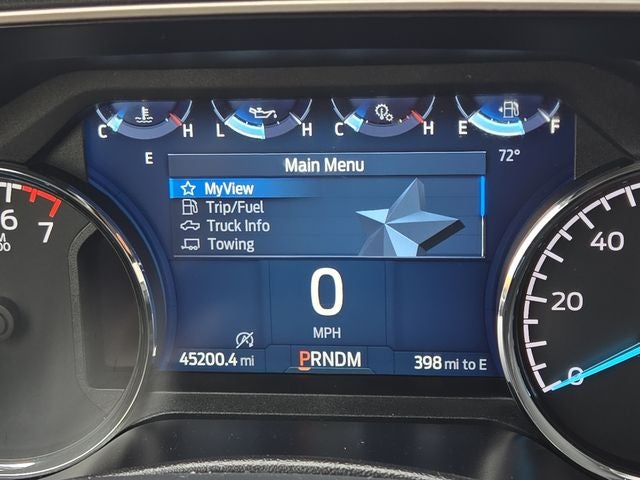 C H L H C H E F
E 72°
Main Menu
MyView
Trip/Fuel
Truck Info
Towing
0
MPH
45200.4 mi PRNDM 398 mi to E
6 7
40
20
0